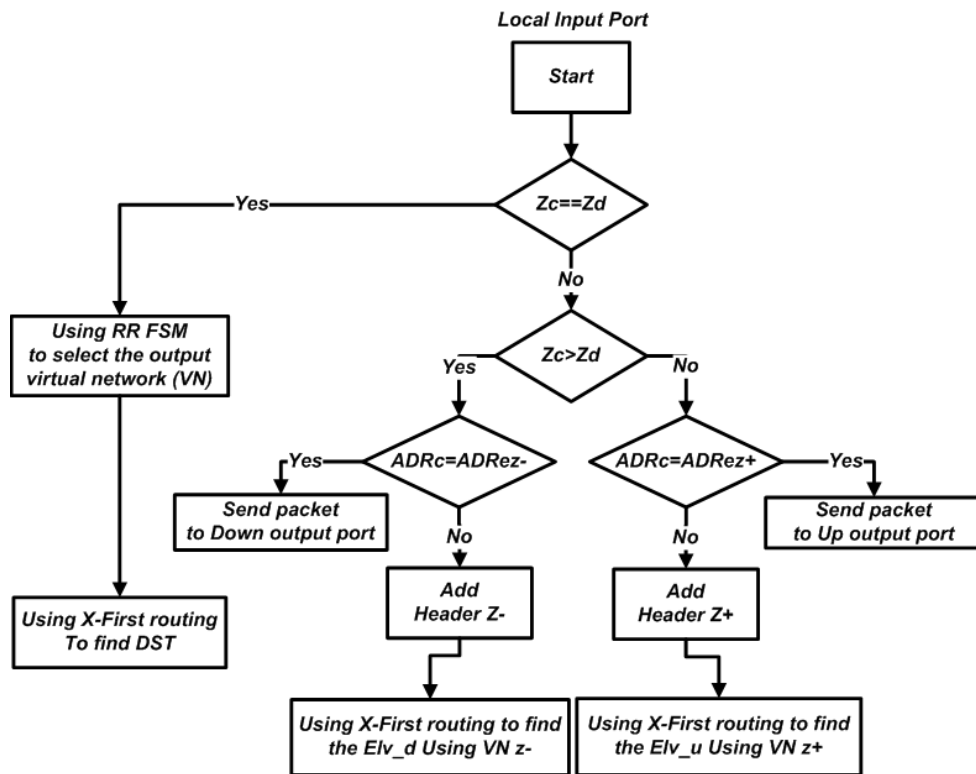 Local Input Port
Start
Zc==Zd
Yes
No
Using RR FSM
to select the output
virtual network (VN)
Zc>Zd
Yes
No
ADRc=ADRez-
ADRc=ADRez+
Yes
Yes
Send packet
to Down output port
Send packet
to Up output port
No
No
Add
Header Z-
Add
Header Z+
Using X-First routing
To find DST
Using X-First routing to find
the Elv_d Using VN z-
Using X-First routing to find
the Elv_u Using VN z+